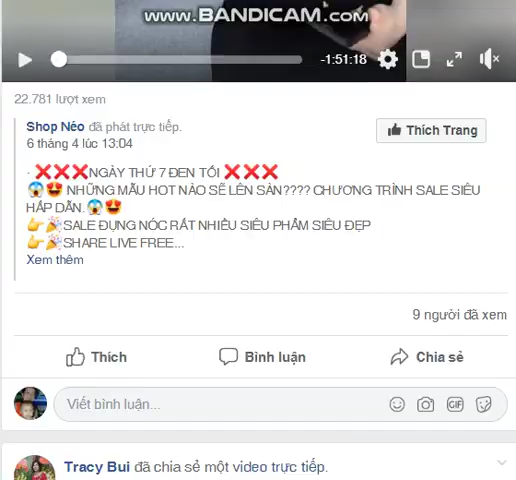 www.BANDICAM.com
-1:51:18
22.781 lượt xem
Shop Néo đã phát trực tiếp.
6 tháng 4 lúc 13:04
Thích Trang
· ❌❌❌NGÀY THỨ 7 ĐEN TỐI ❌❌❌
😱😍 NHỮNG MẪU HOT NÀO SẼ LÊN SÀN???? CHƯƠNG TRÌNH SALE SIÊU
HẤP DẪN.😱😍
👉🎉SALE ĐỤNG NÓC RẤT NHIỀU SIÊU PHẨM SIÊU ĐẸP
👉🎉SHARE LIVE FREE...
Xem thêm
9 người đã xem
Thích
Bình luận
Chia sẻ
Viết bình luận...
GIF
Tracy Bui đã chia sẻ một video trực tiếp.